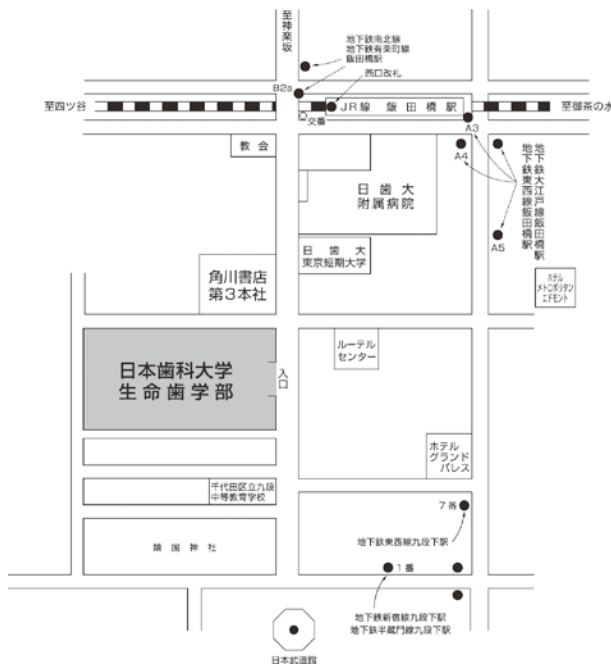 至神楽坂
地下鉄南北線
地下鉄有楽町線
飯田橋駅
西口改札
B2a
至四ツ谷
JR線 飯田橋駅
至御茶の水
交番
A3
A4
教会
日歯大
附属病院
地下鉄大江戸線飯田橋駅
地下鉄東西線飯田橋駅
A5
日歯大
東京短期大学
角川書店
第3本社
ホテル
メトロポリタン
エドモント
日本歯科大学
生命歯学部
入口
ルーテル
センター
ホテル
グランド
パレス
千代田区立九段
中等教育学校
7番
地下鉄東西線九段下駅
靖国神社
1番
地下鉄新宿線九段下駅
地下鉄半蔵門線九段下駅
日本武道館